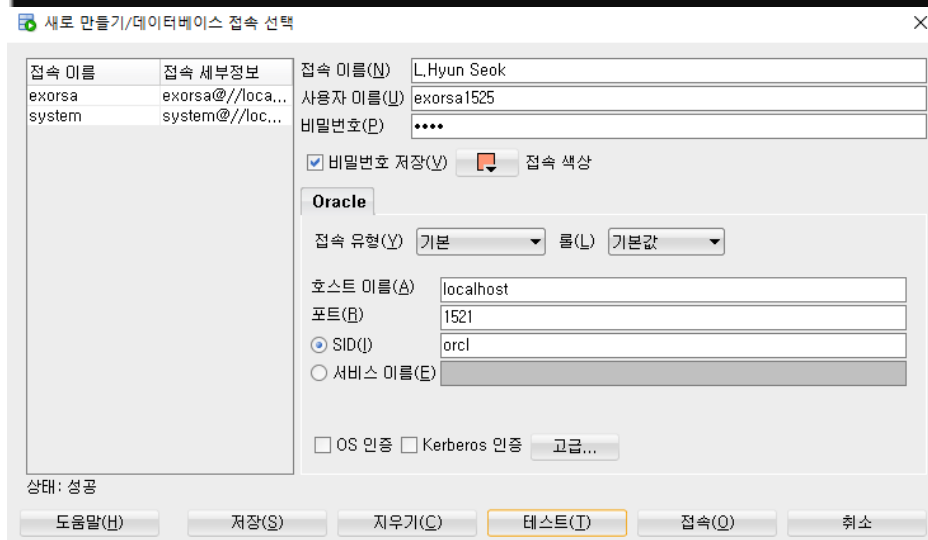 새로 만들기/데이터베이스 접속 선택
접속 이름 접속 세부정보
exorsa exorsa@//loca...
system system@//loc...
접속 이름(N) L,Hyun Seok
사용자 이름(U) exorsa1525
비밀번호(P) ••••
비밀번호 저장(V) 접속 색상
Oracle
접속 유형(Y) 기본 롤(L) 기본값
호스트 이름(A) localhost
포트(R) 1521
SID(I) orcl
서비스 이름(E)
OS 인증 Kerberos 인증 고급...
상태: 성공
도움말(H) 저장(S) 지우기(C) 테스트(T) 접속(O) 취소